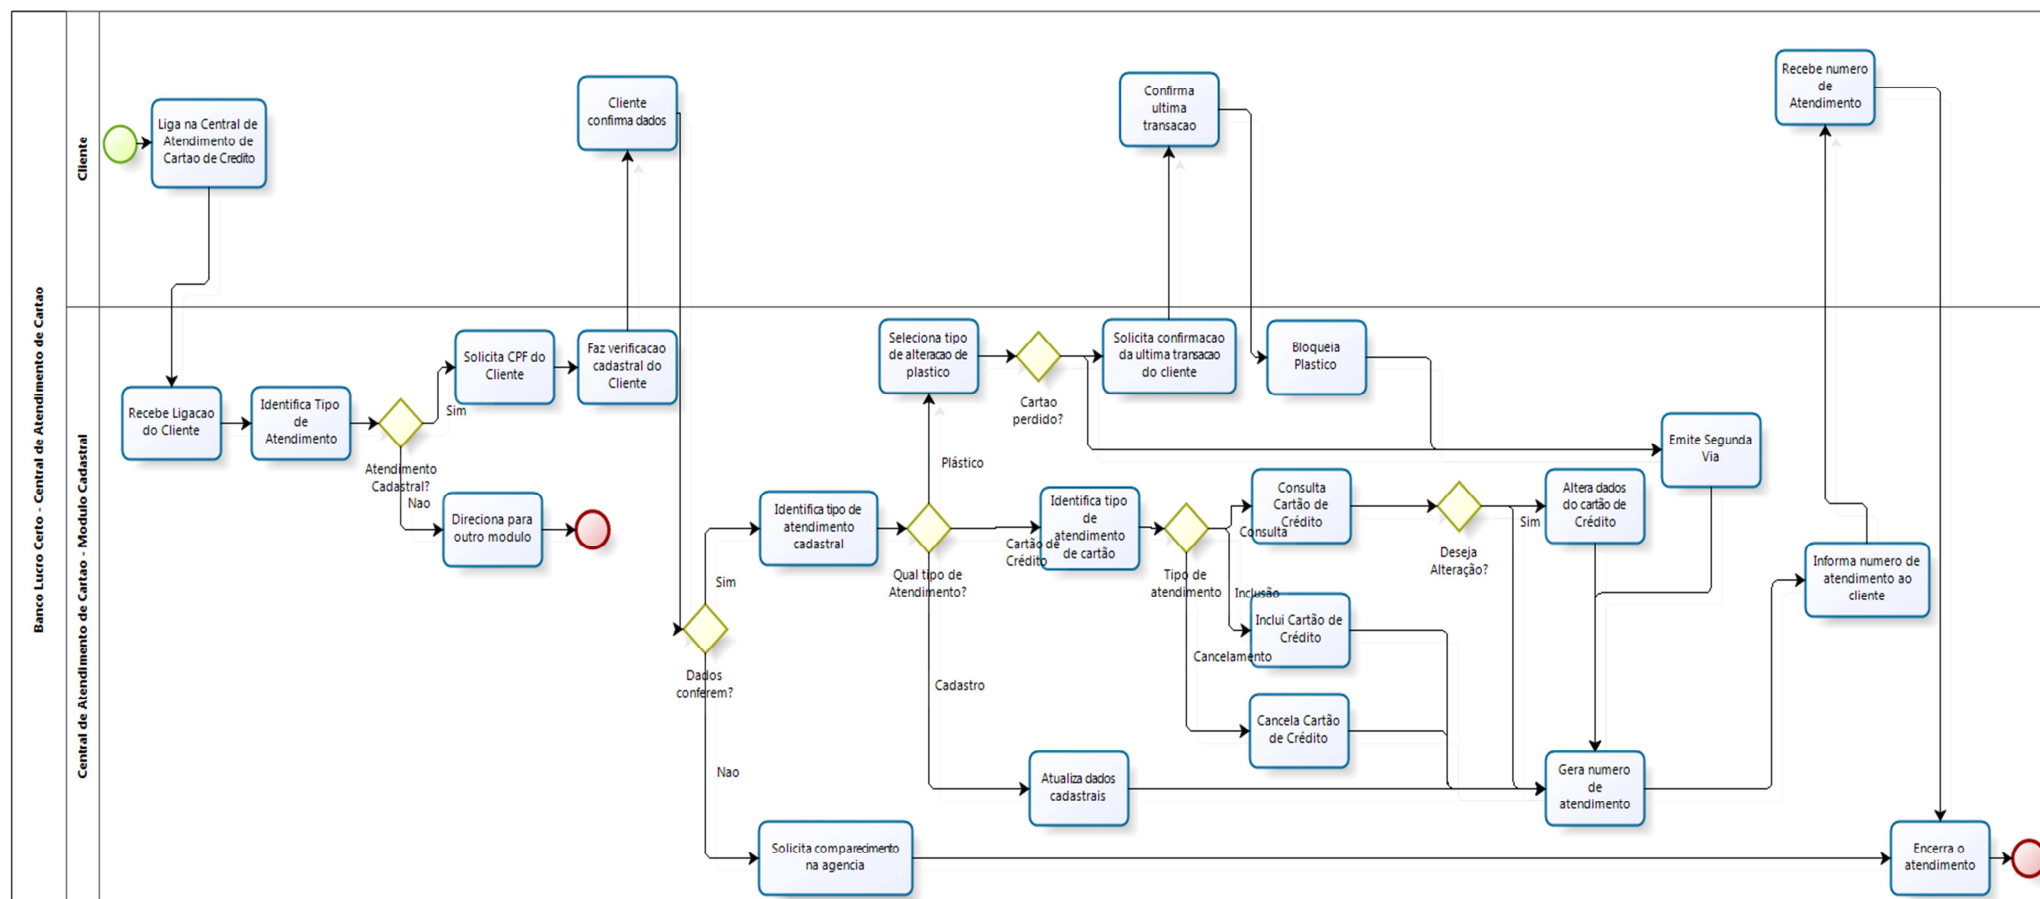 Banco Lucro Certo - Central de Atendimento de Cartao
Cliente
Liga na Central de
Atendimento de
Cartao de Credito
Cliente
confirma dados
Confirma
ultima
transacao
Recebe numero
de
Atendimento
Central de Atendimento de Cartao - Modulo Cadastral
Recebe Ligacao
do Cliente
Identifica Tipo
de
Atendimento
Atendimento
Cadastral?
Sim
Nao
Solicita CPF do
Cliente
Faz verificacao
cadastral do
Cliente
Direciona para
outro modulo
Dados
conferem?
Sim
Nao
Identifica tipo de
atendimento
cadastral
Qual tipo de
Atendimento?
Plástico
Cartão de
Crédito
Cadastro
Seleciona tipo
de alteracao de
plastico
Cartao
perdido?
Solicita confirmacao
da ultima transacao
do cliente
Bloqueia
Plastico
Emite Segunda
Via
Identifica tipo
de
atendimento
de cartão
Tipo de
atendimento
Consulta
Inclusão
Cancelamento
Consulta
Cartão de
Crédito
Deseja
Alteração?
Sim
Altera dados
do cartão de
Crédito
Inclui Cartão de
Crédito
Cancela Cartão
de Crédito
Atualiza dados
cadastrais
Gera numero
de
atendimento
Informa numero de
atendimento ao
cliente
Solicita comparecimento
na agencia
Encerra o
atendimento